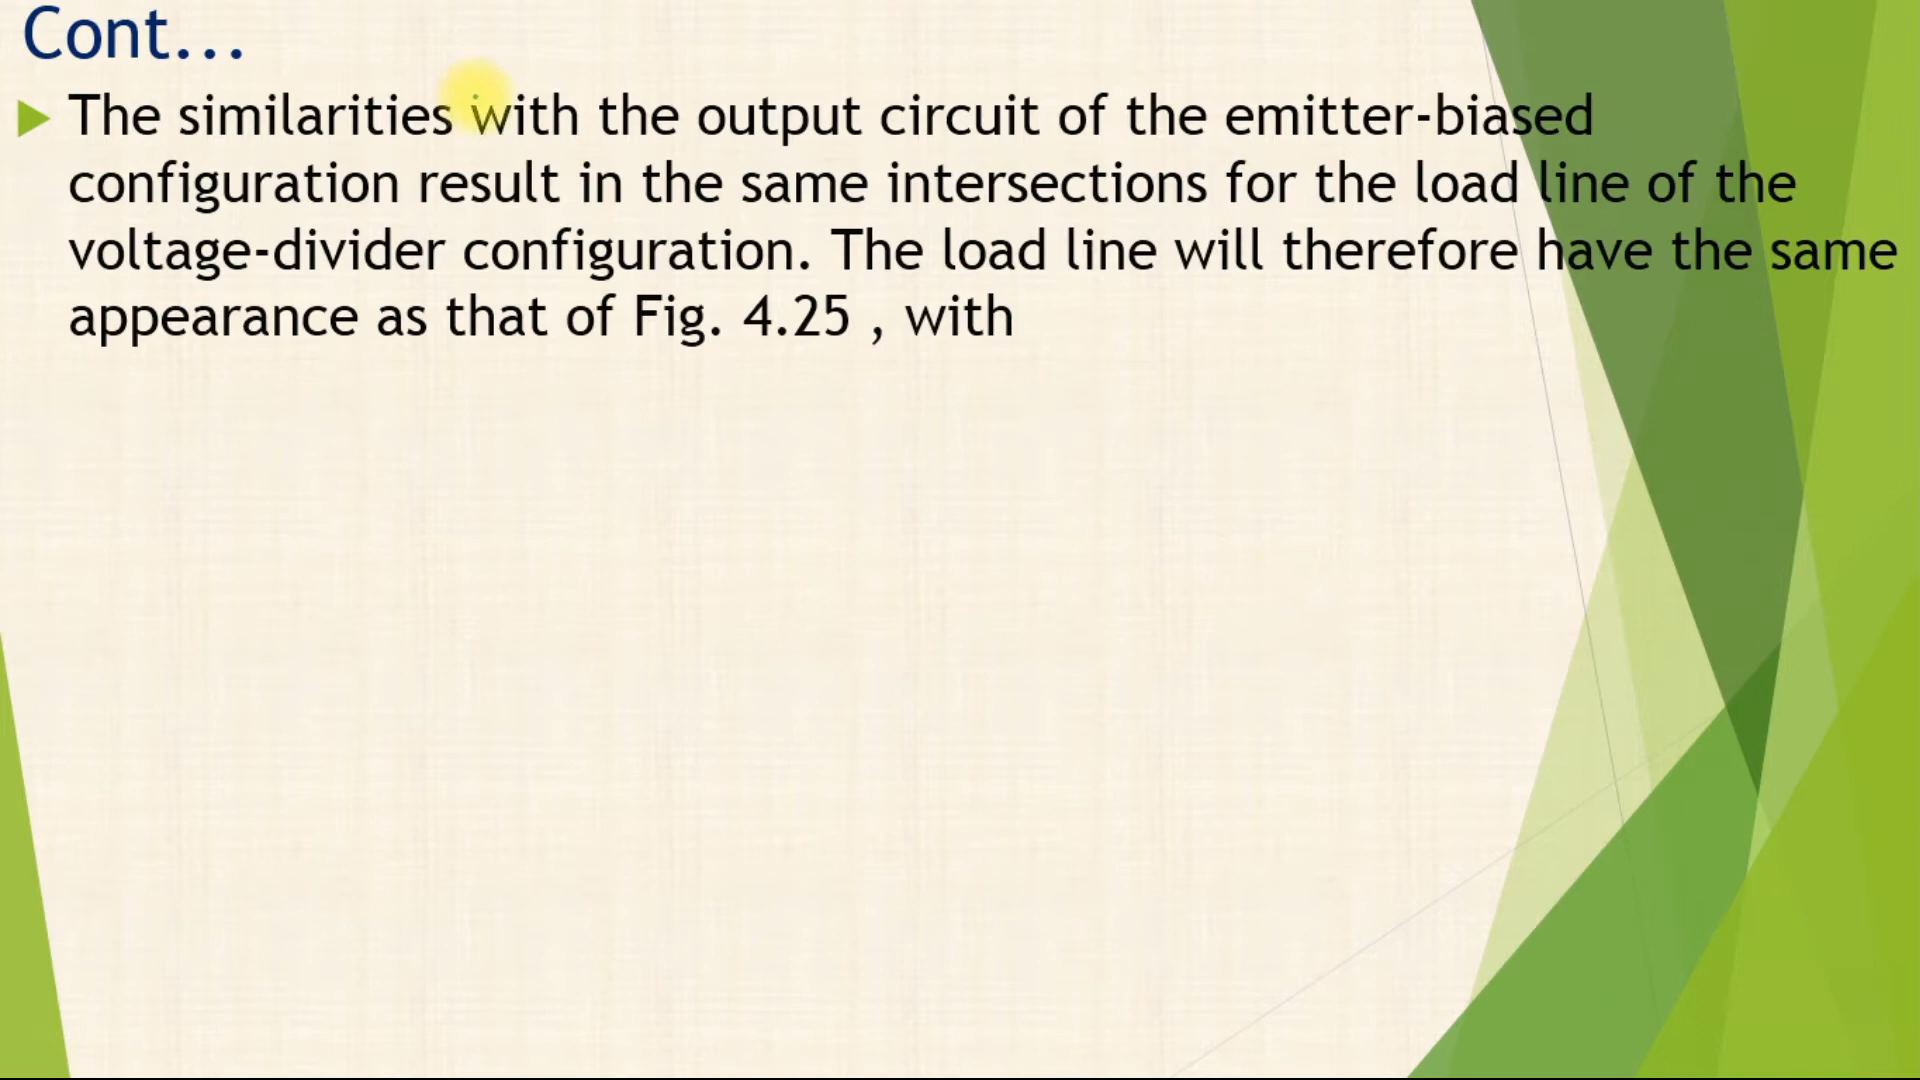 Cont...
The similarities with the output circuit of the emitter-biased
configuration result in the same intersections for the load line of the
voltage-divider configuration. The load line will therefore have the same
appearance as that of Fig. 4.25 , with